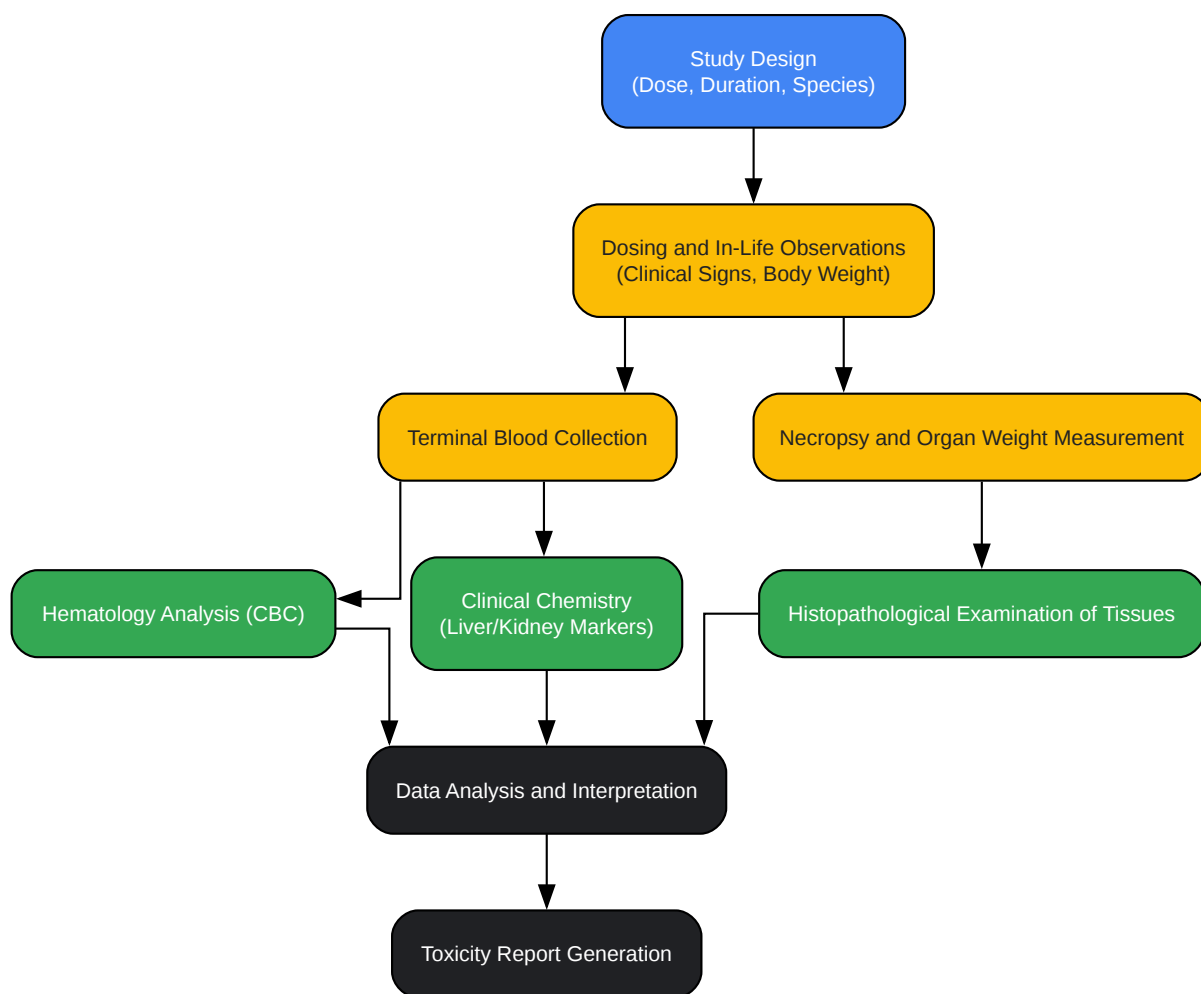 Study Design
(Dose, Duration, Species)
Dosing and In-Life Observations
(Clinical Signs, Body Weight)
Terminal Blood Collection
Necropsy and Organ Weight Measurement
Hematology Analysis (CBC)
Clinical Chemistry
(Liver/Kidney Markers)
Histopathological Examination of Tissues
Data Analysis and Interpretation
Toxicity Report Generation